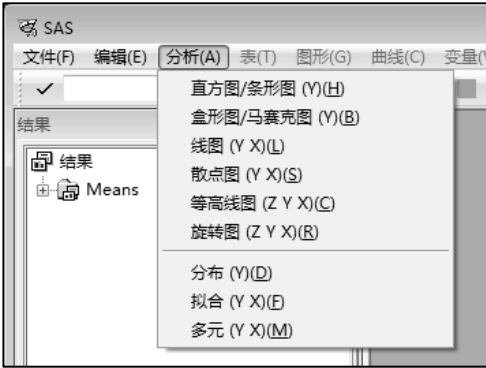 SAS
文件(F) 编辑(E) 分析(A) 表(T) 图形(G) 曲线(C) 变量(
直方图/条形图 (Y)(H)
盒形图/马赛克图 (Y)(B)
线图 (Y X)(L)
散点图 (Y X)(S)
等高线图 (Z Y X)(C)
旋转图 (Z Y X)(R)
分布 (Y)(D)
拟合 (Y X)(F)
多元 (Y X)(M)
结果
结果
Means